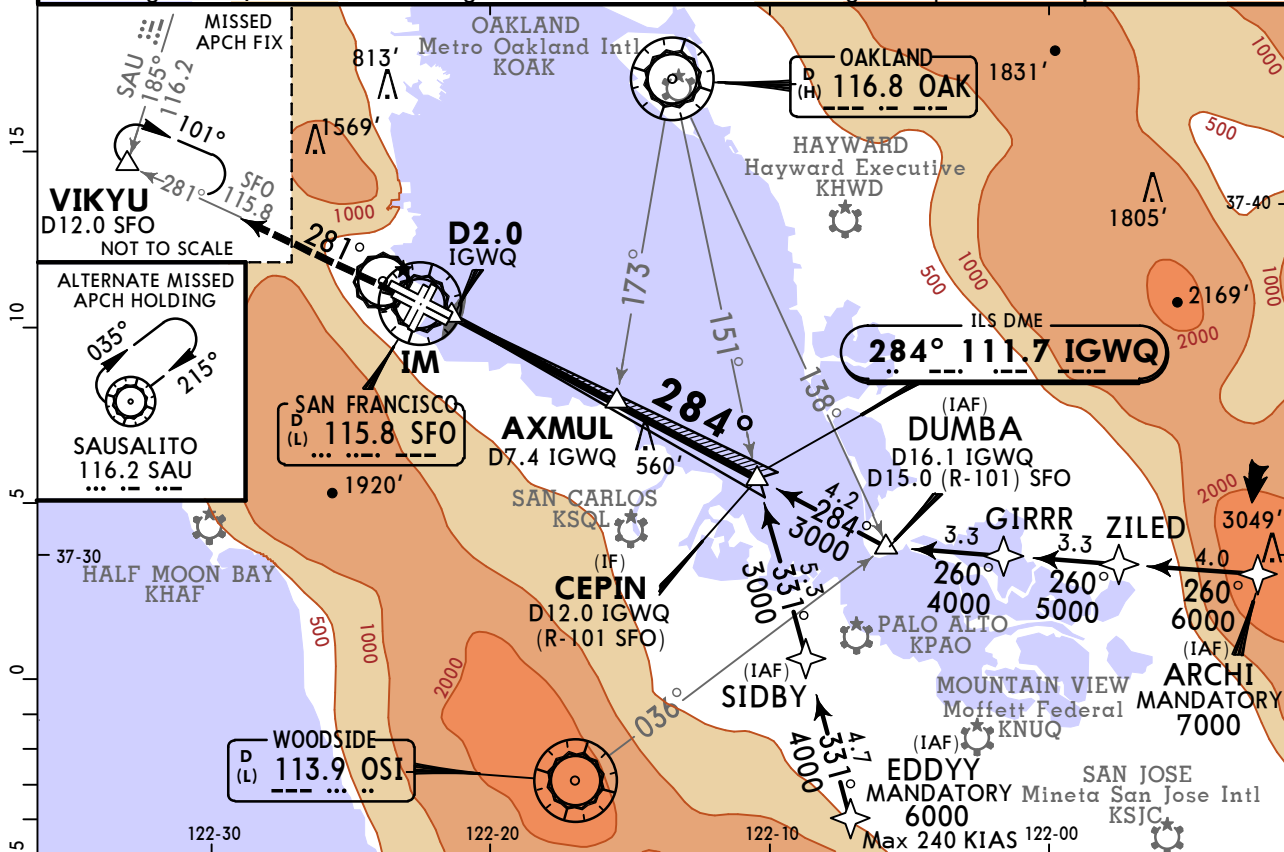 MISSED
APCH FIX
SAU
185°
116.2
101°
281°
SFO
115.8
VIKYU
D12.0 SFO
NOT TO SCALE
ALTERNATE MISSED
APCH HOLDING
035°
215°
SAUSALITO
116.2 SAU
813'
1569'
1000
281°
OAKLAND
Metro Oakland Intl
KOAK
OAKLAND
D
(H) 116.8 OAK
1831'
1000
500
HAYWARD
Hayward Executive
KHWD
1805'
37-40
500
1000
1000
2169'
2000
D2.0
IGWQ
IM
SAN FRANCISCO
D
(L) 115.8 SFO
173°
151°
138°
ILS DME
284° 111.7 IGWQ
284°
AXMUL
D7.4 IGWQ
560'
(IAF)
DUMBA
D16.1 IGWQ
D15.0 (R-101) SFO
1920'
SAN CARLOS
KSQL
4.2
284°
3000
GIRRR
3.3
260°
4000
ZILED
3.3
260°
5000
2000
3049'
4.0
260°
6000
(IAF)
ARCHI
MANDATORY
7000
37-30
HALF MOON BAY
KHAF
(IF)
CEPIN
D12.0 IGWQ
(R-101 SFO)
5.3
331°
3000
PALO ALTO
KPAO
500
1000
2000
036°
(IAF)
SIDBY
MOUNTAIN VIEW
Moffett Federal
KNUQ
WOODSIDE
D
(L) 113.9 OSI
4.7
331°
4000
(IAF)
EDDYY
MANDATORY
6000
Max 240 KIAS
SAN JOSE
Mineta San Jose Intl
KSJC
15
10
5
0
5
122-30
122-20
122-10
122-00